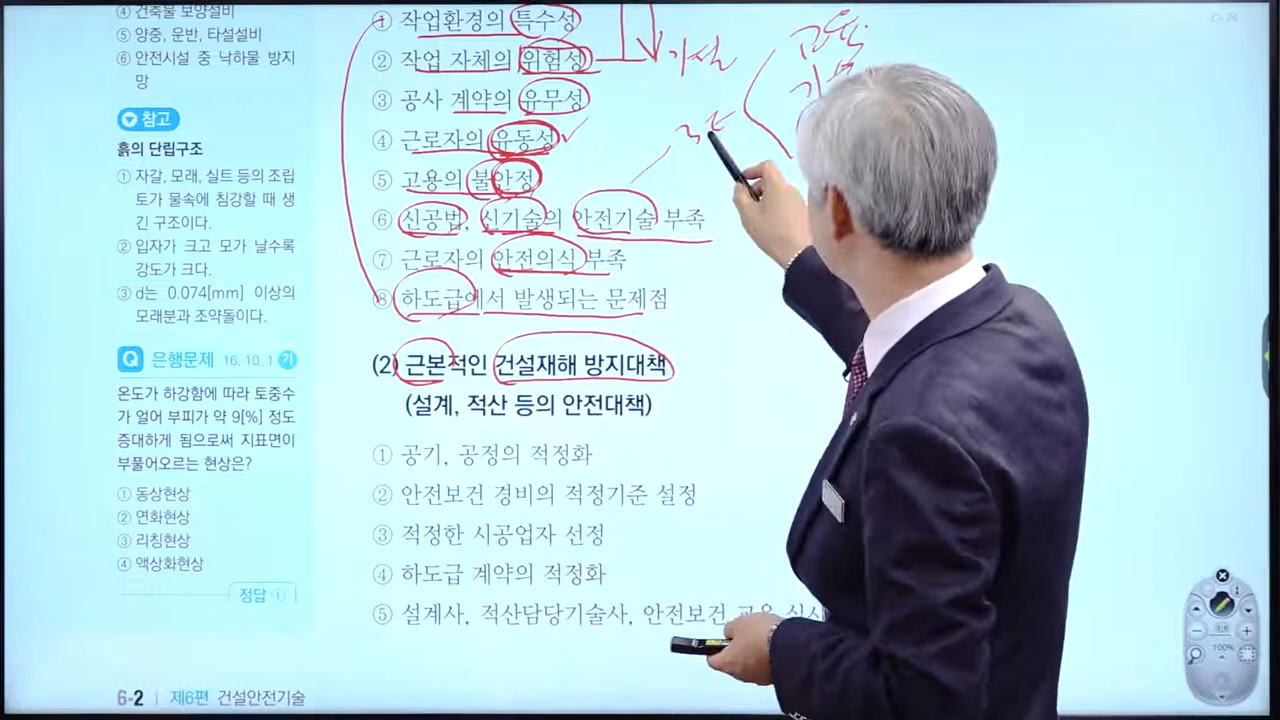 ④ 건축물 보양설비
⑤ 양중, 운반, 타설설비
⑥ 안전시설 중 낙하물 방지
망
참고
흙의 단립구조
① 자갈, 모래, 실트 등의 조립
토가 물속에 침강할 때 생
긴 구조이다.
② 입자가 크고 모가 날수록
강도가 크다.
③ d는 0.074[mm] 이상의
모래분과 조약돌이다.
Q 은행문제 16. 10. 1 기
온도가 하강함에 따라 토중수
가 얼어 부피가 약 9[%] 정도
증대하게 됨으로써 지표면이
부풀어오르는 현상은?
① 동상현상
② 연화현상
③ 리칭현상
④ 액상화현상
정답 ①
① 작업환경의 특수성
② 작업 자체의 위험성
③ 공사 계약의 유무성
④ 근로자의 유동성
⑤ 고용의 불안정
⑥ 신공법, 신기술의 안전기술 부족
⑦ 근로자의 안전의식 부족
⑧ 하도급에서 발생되는 문제점
가설
교육
(2) 근본적인 건설재해 방지대책
(설계, 적산 등의 안전대책)
① 공기, 공정의 적정화
② 안전보건 경비의 적정기준 설정
③ 적정한 시공업자 선정
④ 하도급 계약의 적정화
⑤ 설계사, 적산담당기술사, 안전보건 교육 실시
6-2 | 제6편 건설안전기술
100%